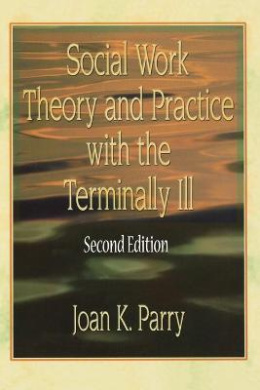 Social Work
Theory and Practice
with the
Terminally Ill
Second Edition
Joan K. Parry